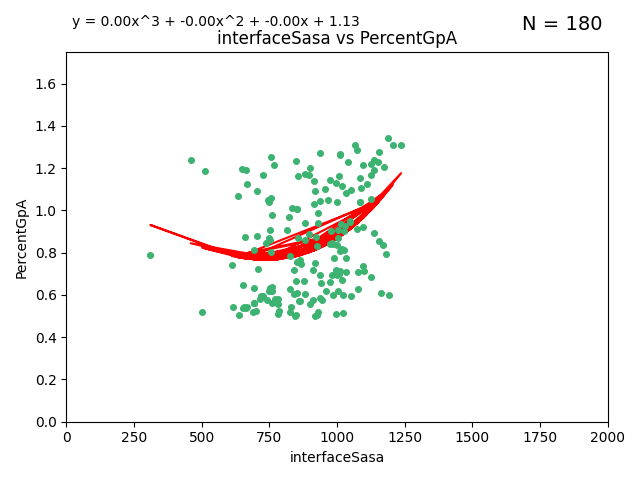 y = 0.00x^3 + -0.00x^2 + -0.00x + 1.13
N = 180
interfaceSasa vs PercentGpA
PercentGpA
1.6
1.4
1.2
1.0
0.8
0.6
0.4
0.2
0.0
0 250 500 750 1000 1250 1500 1750 2000
interfaceSasa